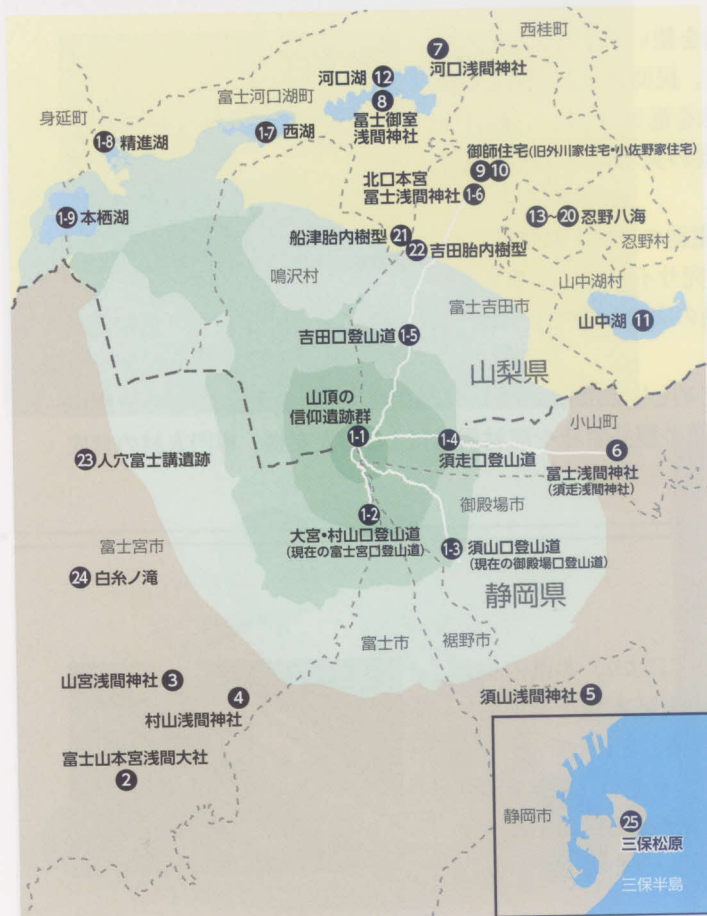 西桂町
7
河口浅間神社
河口湖 12
8
冨士御室
浅間神社
富士河口湖町
身延町
1-8 精進湖
1-7 西湖
御師住宅(旧外川家住宅・小佐野家住宅)
9 10
北口本宮
冨士浅間神社 1-6
1-9 本栖湖
13~20 忍野八海
忍野村
船津胎内樹型 21
22 吉田胎内樹型
鳴沢村
山中湖村
富士吉田市
山中湖 11
吉田口登山道 1-5
山梨県
山頂の
信仰遺跡群
1-1
小山町
1-4
須走口登山道
6
冨士浅間神社
(須走浅間神社)
23 人穴富士講遺跡
御殿場市
1-2
大宮・村山口登山道
(現在の富士宮口登山道)
1-3 須山口登山道
(現在の御殿場口登山道)
富士宮市
24 白糸ノ滝
静岡県
富士市
裾野市
山宮浅間神社 3
4
村山浅間神社
須山浅間神社 5
富士山本宮浅間大社
2
静岡市
25
三保松原
三保半島